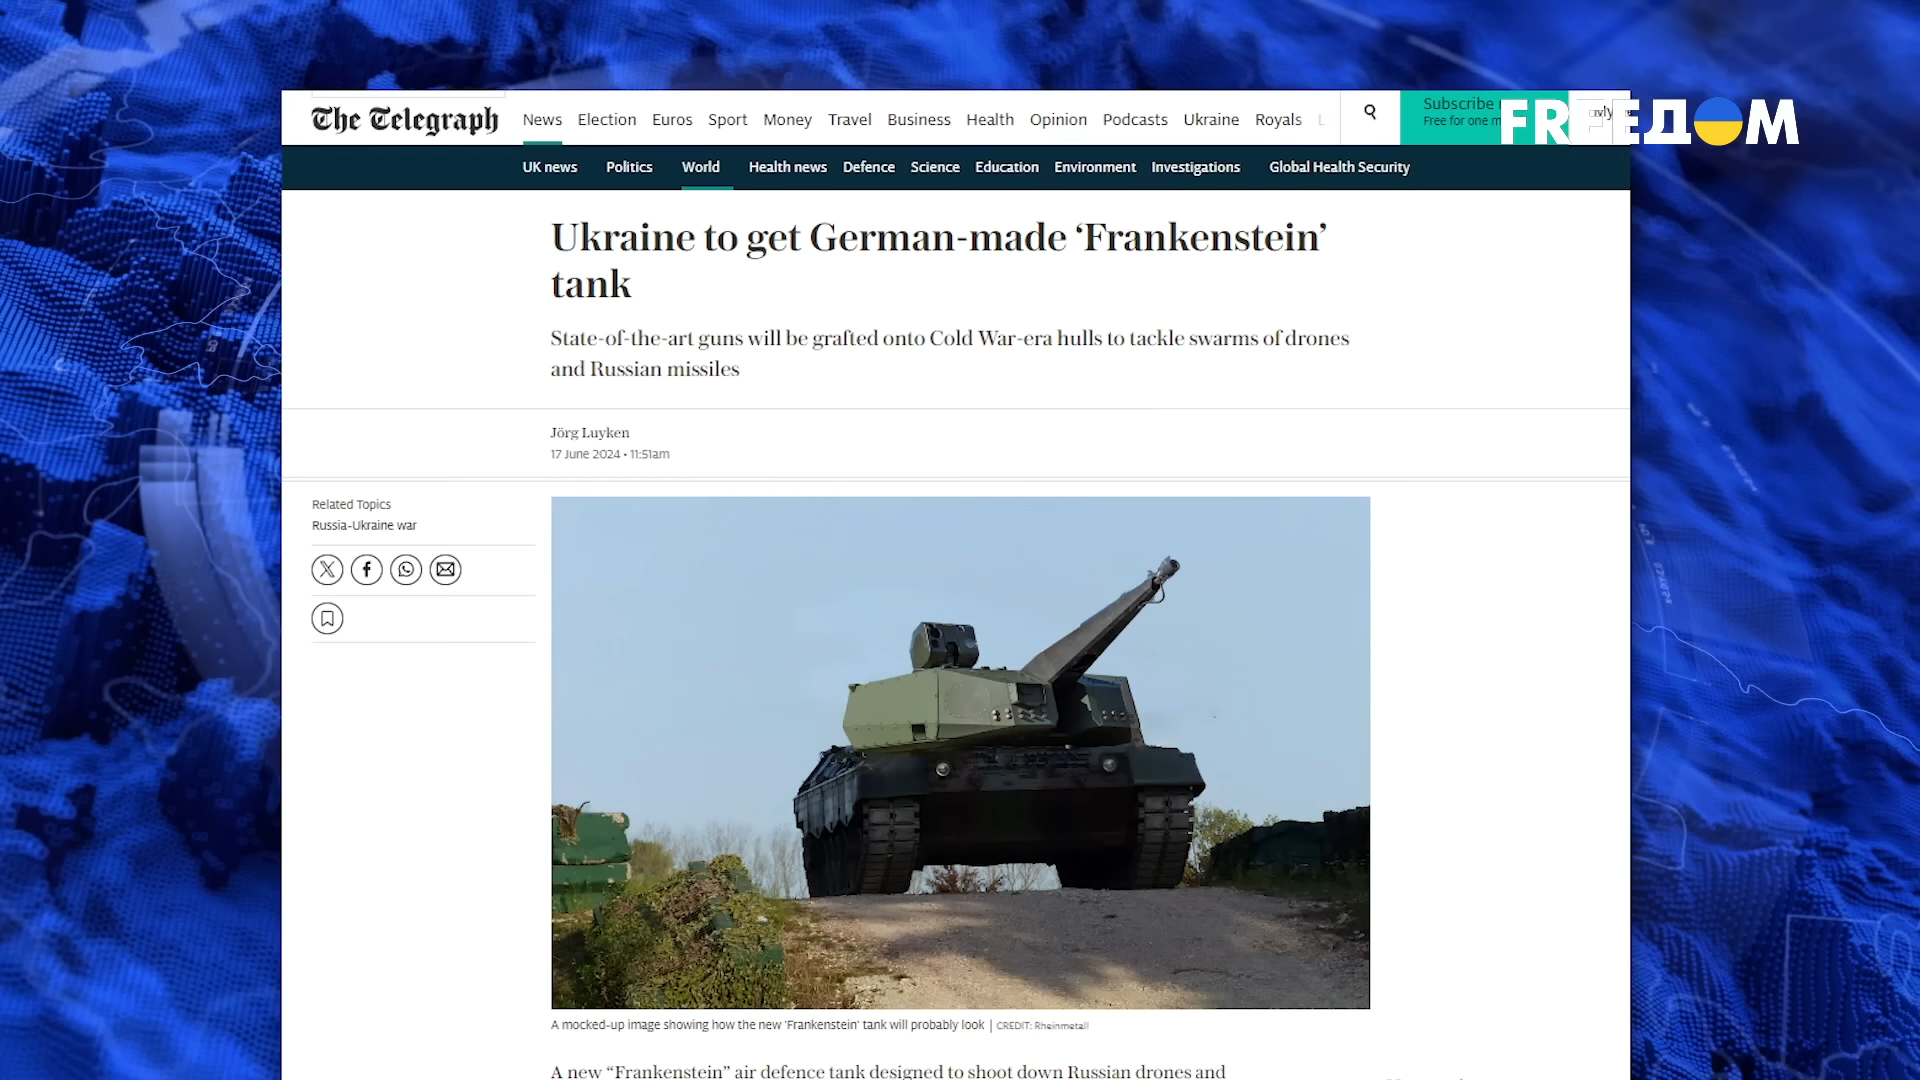 The Telegraph
News Election Euros Sport Money Travel Business Health Opinion Podcasts Ukraine Royals L
Subscribe
Free for one m
My
FREEДOM
UK news Politics World Health news Defence Science Education Environment Investigations Global Health Security
Ukraine to get German-made ‘Frankenstein’
tank
State-of-the-art guns will be grafted onto Cold War-era hulls to tackle swarms of drones
and Russian missiles
Jörg Luyken
17 June 2024 • 11:51am
Related Topics
Russia-Ukraine war
A mocked-up image showing how the new 'Frankenstein' tank will probably look | CREDIT: Rheinmetall
A new “Frankenstein” air defence tank designed to shoot down Russian drones and